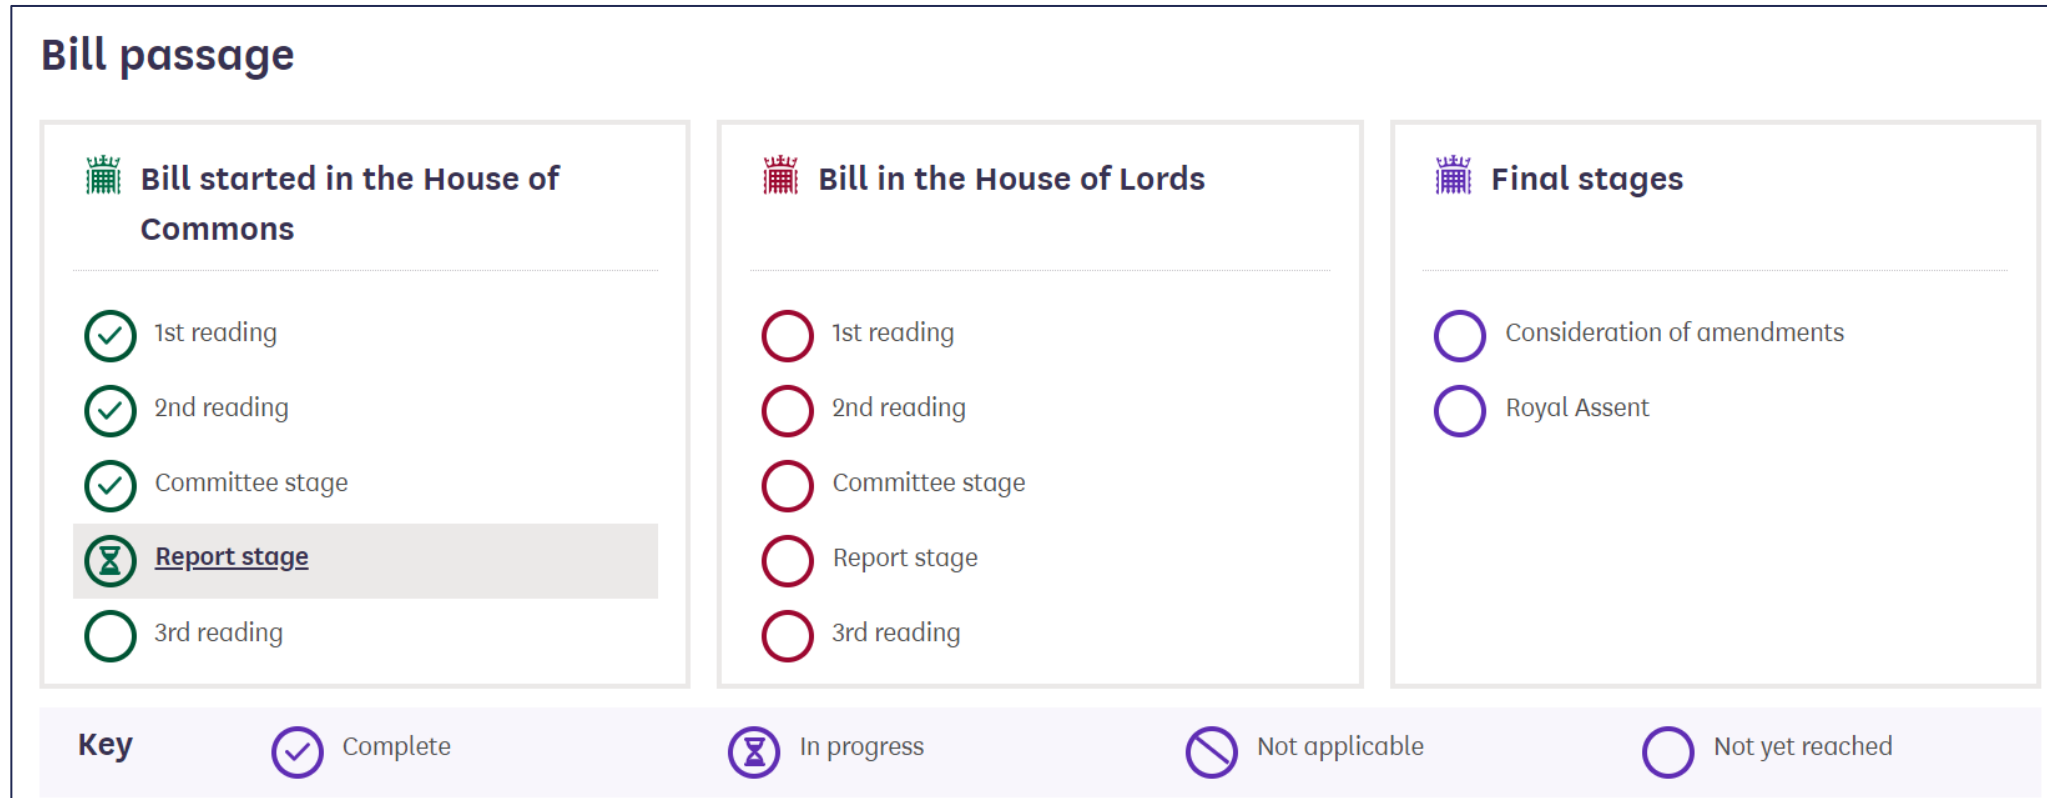 Bill passage
Bill started in the House of
Commons
1st reading
2nd reading
Committee stage
Report stage
3rd reading
Bill in the House of Lords
1st reading
2nd reading
Committee stage
Report stage
3rd reading
Final stages
Consideration of amendments
Royal Assent
Key
Complete
In progress
Not applicable
Not yet reached